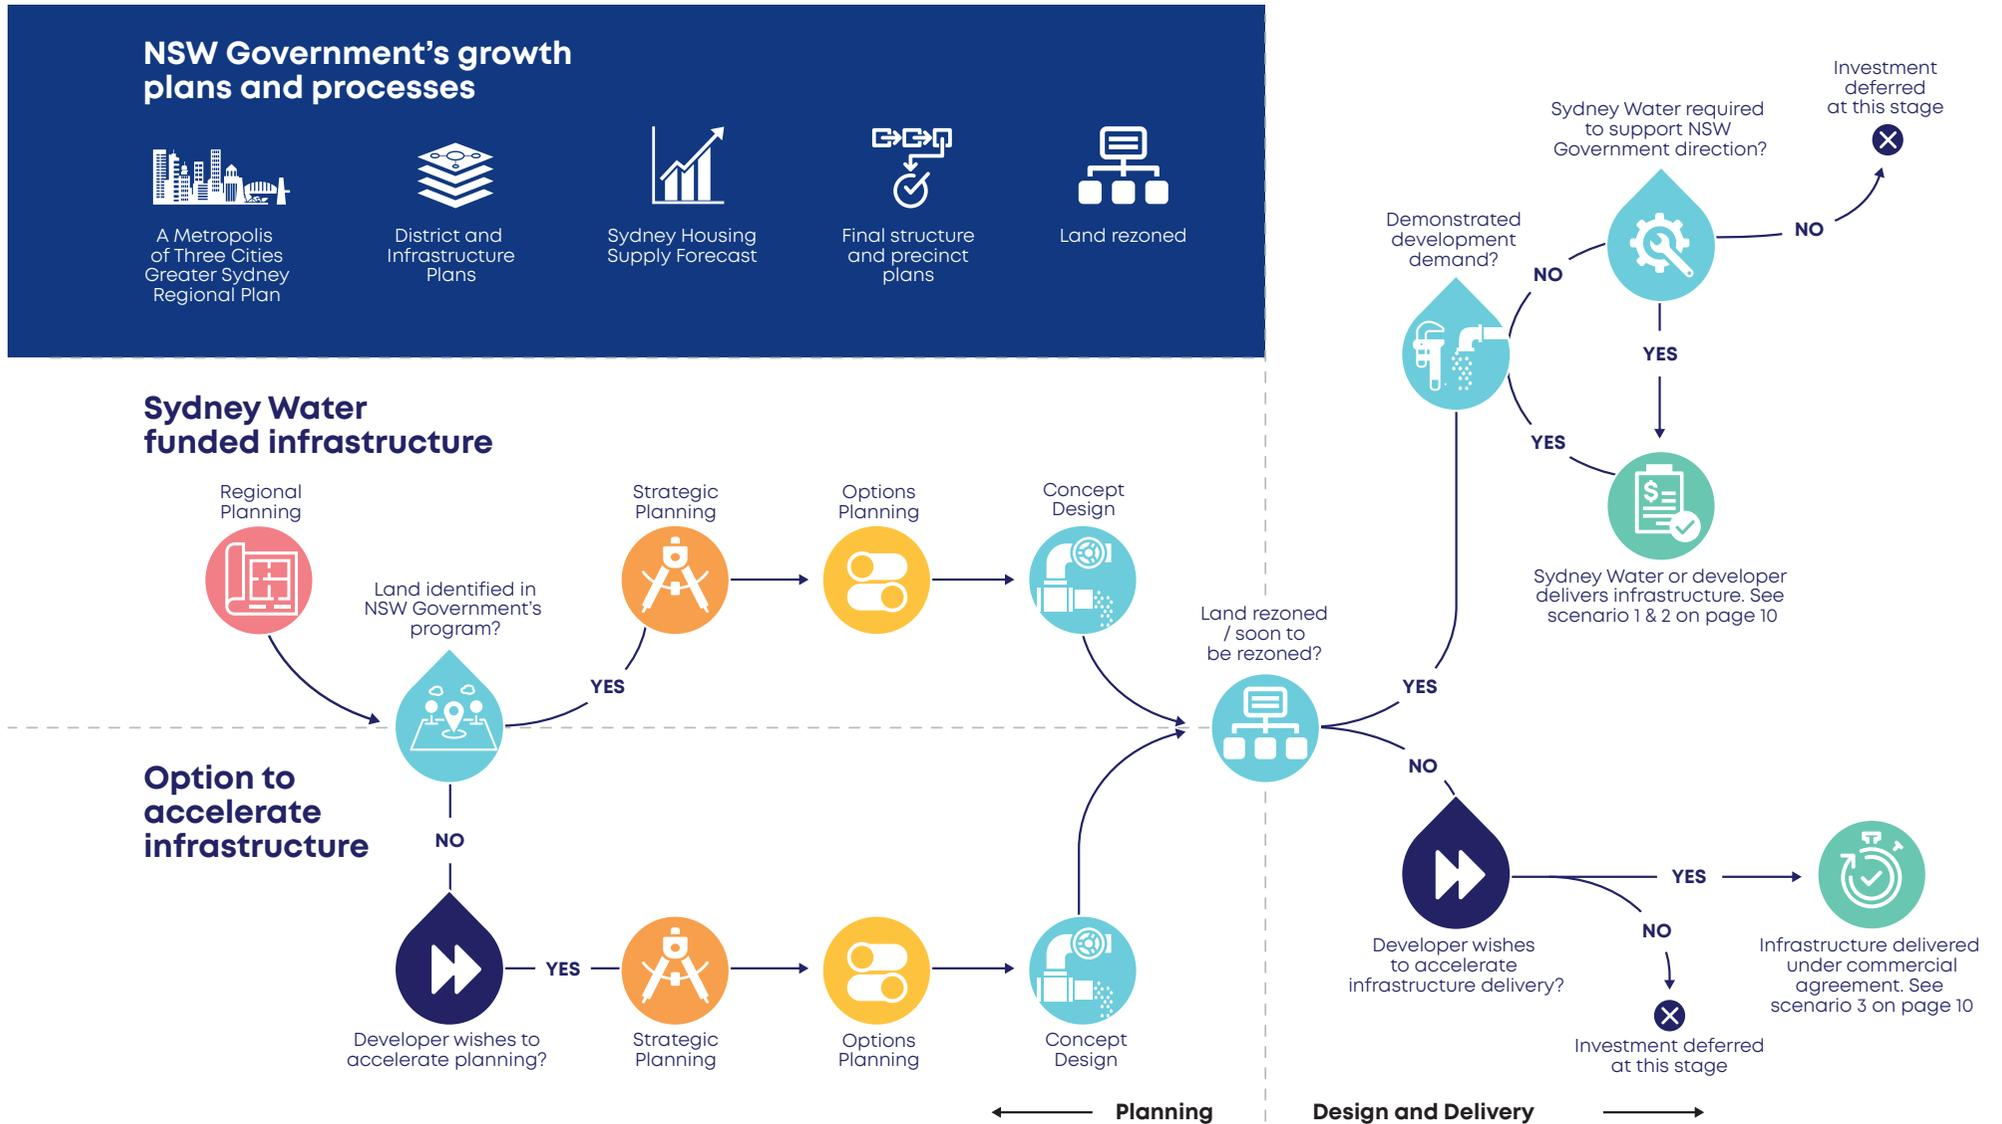 NSW Government’s growth
plans and processes
A Metropolis
of Three Cities
Greater Sydney
Regional Plan
District and
Infrastructure
Plans
Sydney Housing
Supply Forecast
Final structure
and precinct
plans
Land rezoned
Sydney Water
funded infrastructure
Regional
Planning
Land identified in
NSW Government’s
program?
YES
Strategic
Planning
Options
Planning
Concept
Design
Option to
accelerate
infrastructure
NO
Developer wishes to
accelerate planning?
YES
Strategic
Planning
Options
Planning
Concept
Design
Land rezoned
/ soon to
be rezoned?
YES
NO
Demonstrated
development
demand?
NO
YES
Sydney Water required
to support NSW
Government direction?
NO
Investment
deferred
at this stage
YES
Sydney Water or developer
delivers infrastructure. See
scenario 1 & 2 on page 10
Developer wishes
to accelerate
infrastructure delivery?
YES
NO
Infrastructure delivered
under commercial
agreement. See
scenario 3 on page 10
Investment deferred
at this stage
Planning
Design and Delivery
$